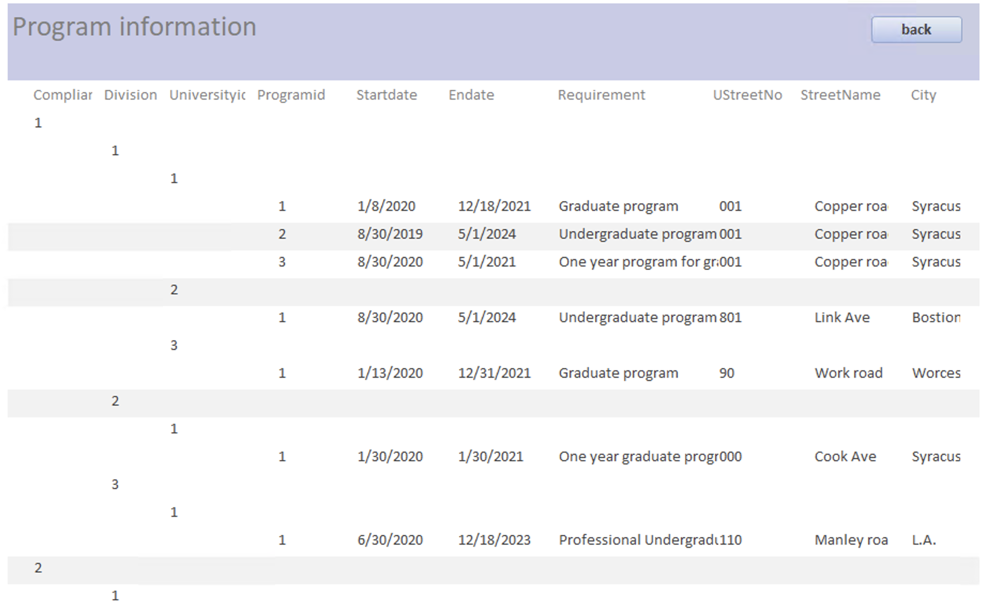 Program information
back
Compliar Division Universityid Programid Startdate Endate Requirement UStreetNo StreetName City
1
1
1
1 1/8/2020 12/18/2021 Graduate program 001 Copper roa Syracus
2 8/30/2019 5/1/2024 Undergraduate program 001 Copper roa Syracus
3 8/30/2020 5/1/2021 One year program for gra 001 Copper roa Syracus
2
1 8/30/2020 5/1/2024 Undergraduate program 801 Link Ave Bostion
3
1 1/13/2020 12/31/2021 Graduate program 90 Work road Worces
2
1
1 1/30/2020 1/30/2021 One year graduate progr 000 Cook Ave Syracus
3
1
1 6/30/2020 12/18/2023 Professional Undergradu 110 Manley roa L.A.
2
1